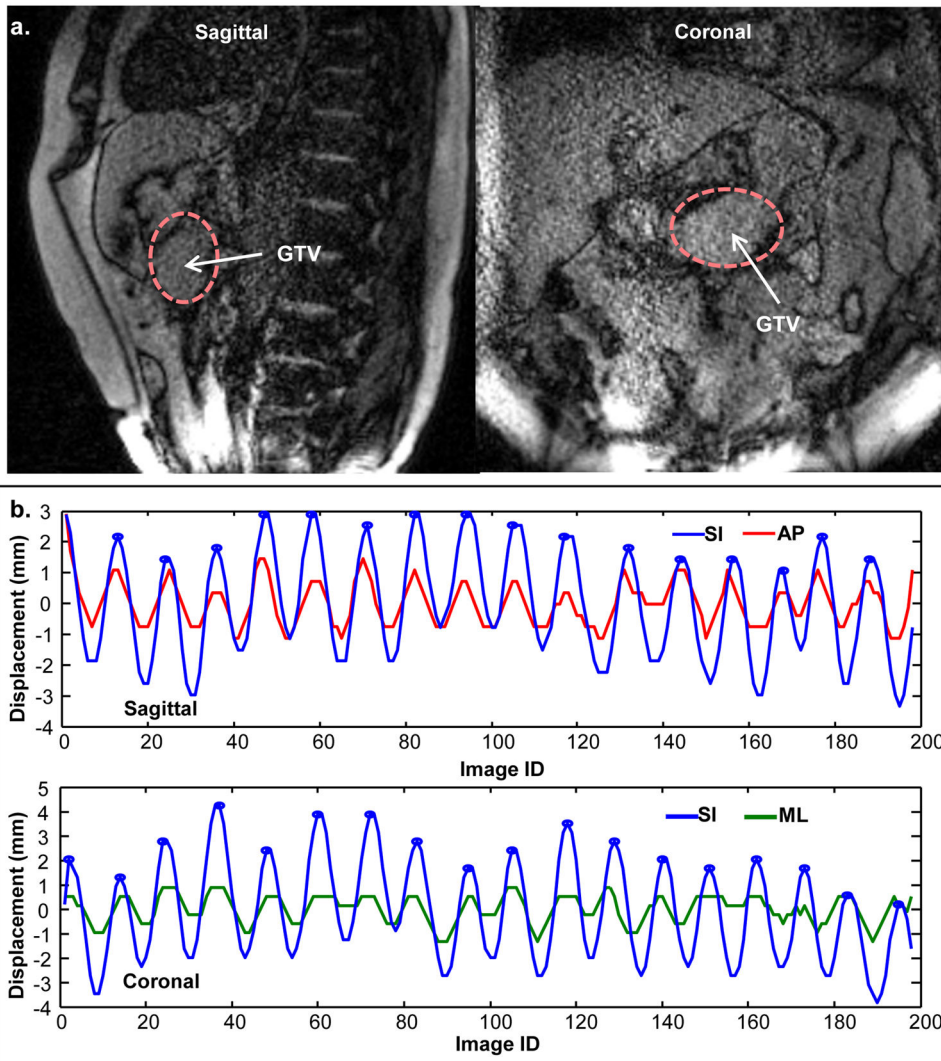 a.
Sagittal
Coronal
GTV
GTV
b.
Displacement (mm)
3
2
1
0
-1
-2
-3
-4
SI AP
Sagittal
0 20 40 60 80 100 120 140 160 180 200
Image ID
Displacement (mm)
5
4
3
2
1
0
-1
-2
-3
-4
SI ML
Coronal
0 20 40 60 80 100 120 140 160 180 200
Image ID